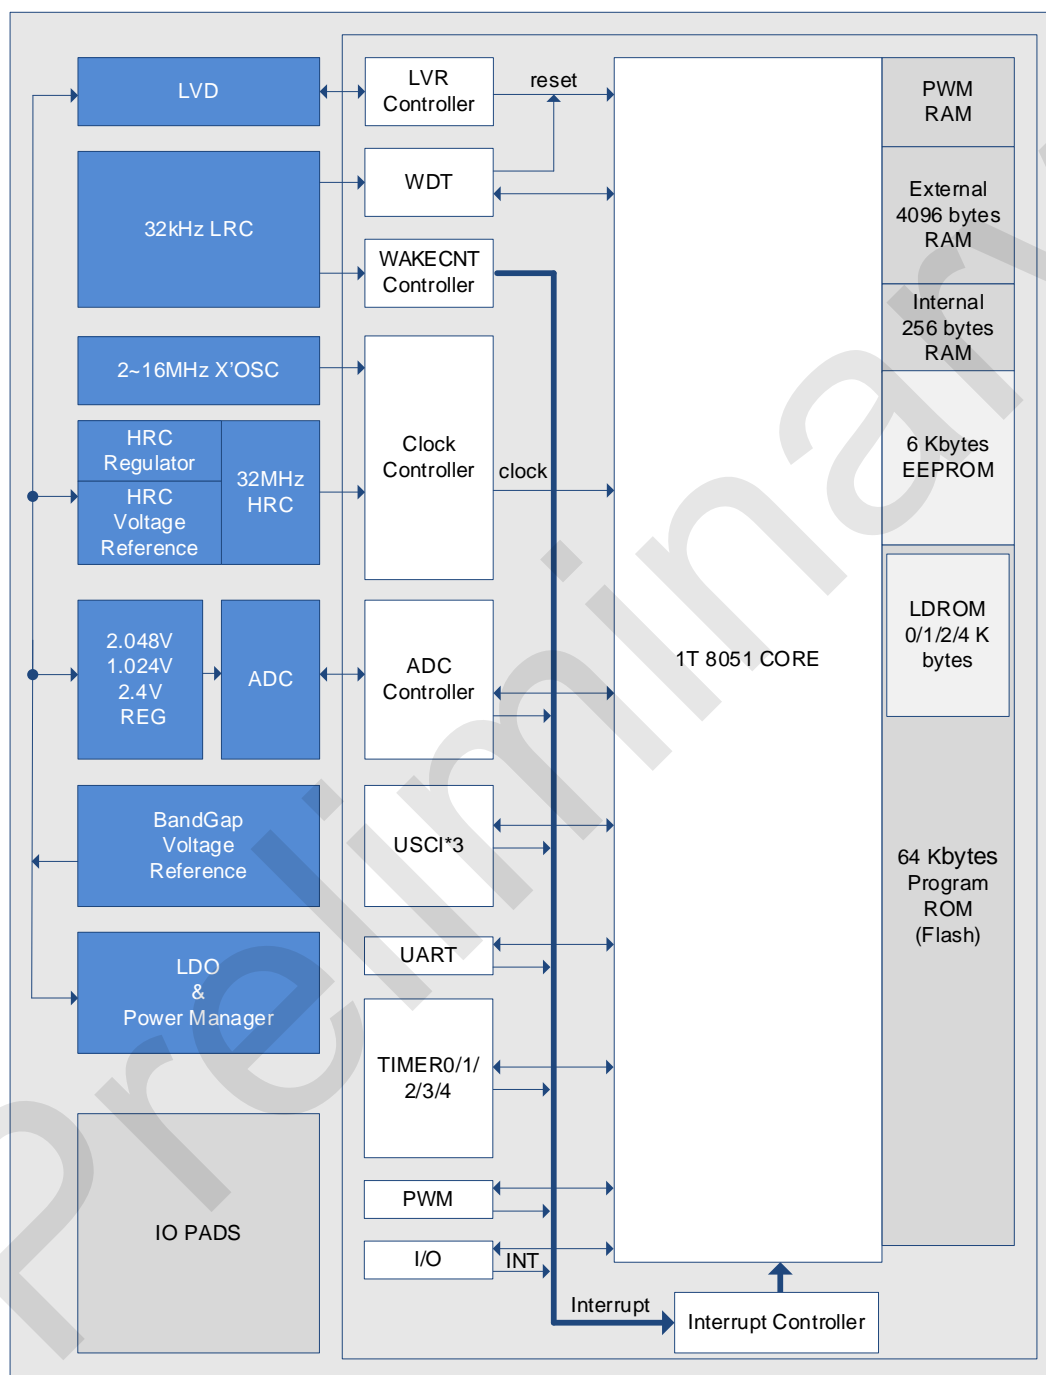 LVD
LVR
Controller
reset
PWM
RAM
32kHz LRC
WDT
External
4096 bytes
RAM
WAKECNT
Controller
Internal
256 bytes
RAM
2~16MHz X'OSC
HRC
Regulator
HRC
Voltage
Reference
32MHz
HRC
Clock
Controller
clock
6 Kbytes
EEPROM
2.048V
1.024V
2.4V
REG
ADC
ADC
Controller
1T 8051 CORE
LDROM
0/1/2/4 K
bytes
BandGap
Voltage
Reference
USCI*3
64 Kbytes
Program
ROM
(Flash)
UART
LDO
&
Power Manager
TIMER0/1/
2/3/4
IO PADS
PWM
I/O
INT
Interrupt
Interrupt Controller
Preliminary